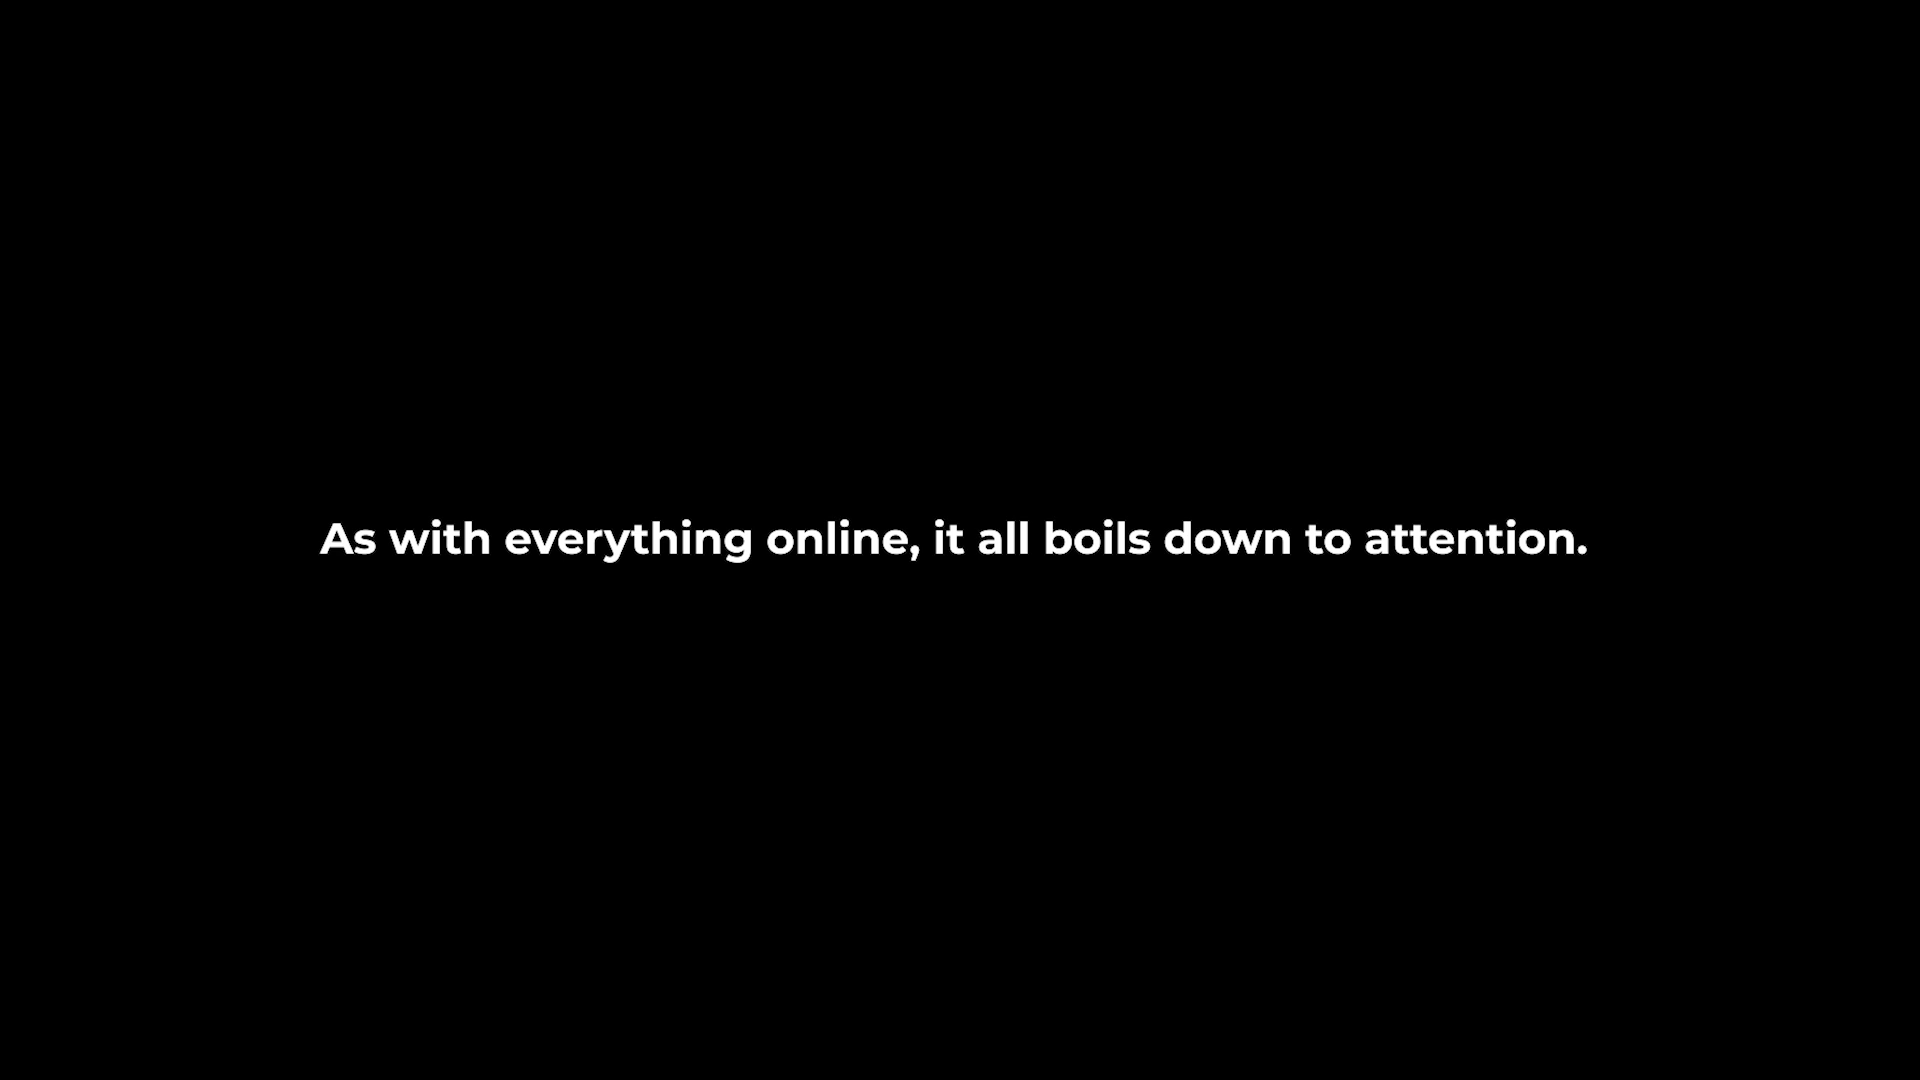 As with everything online, it all boils down to attention.